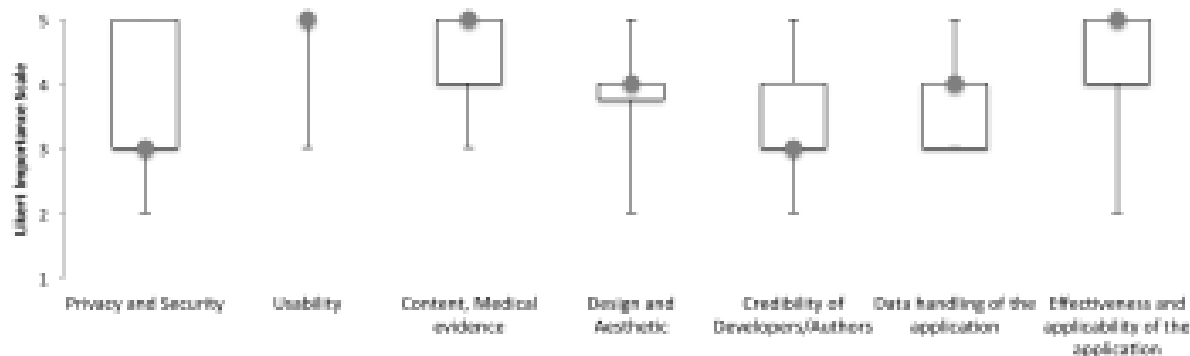 Likert Importance Scale
5
4
3
2
1
Privacy and Security
Usability
Content, Medical
evidence
Design and
Aesthetic
Credibility of
Developers/Authors
Data handling of the
application
Effectiveness and
applicability of the
application